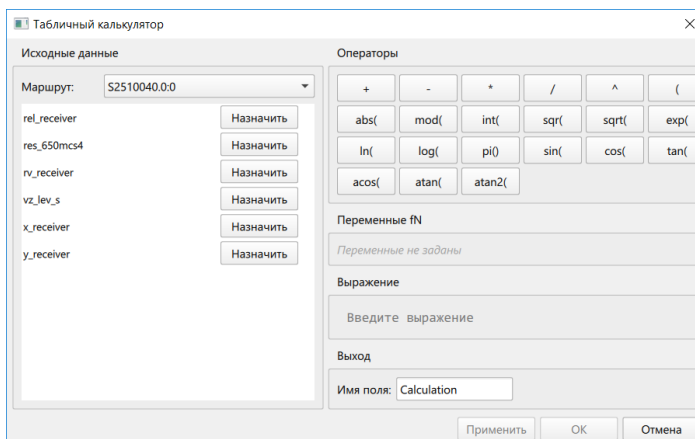 Табличный калькулятор
Исходные данные
Маршрут: S2510040.0:0
rel_receiver Назначить
res_650mcs4 Назначить
rv_receiver Назначить
vz_lev_s Назначить
x_receiver Назначить
y_receiver Назначить
Операторы
+ - * / ^ (
abs( mod( int( sqr( sqrt( exp(
ln( log( pi() sin( cos( tan(
acos( atan( atan2(
Переменные fN
Переменные не заданы
Выражение
Введите выражение
Выход
Имя поля: Calculation
Применить OK Отмена